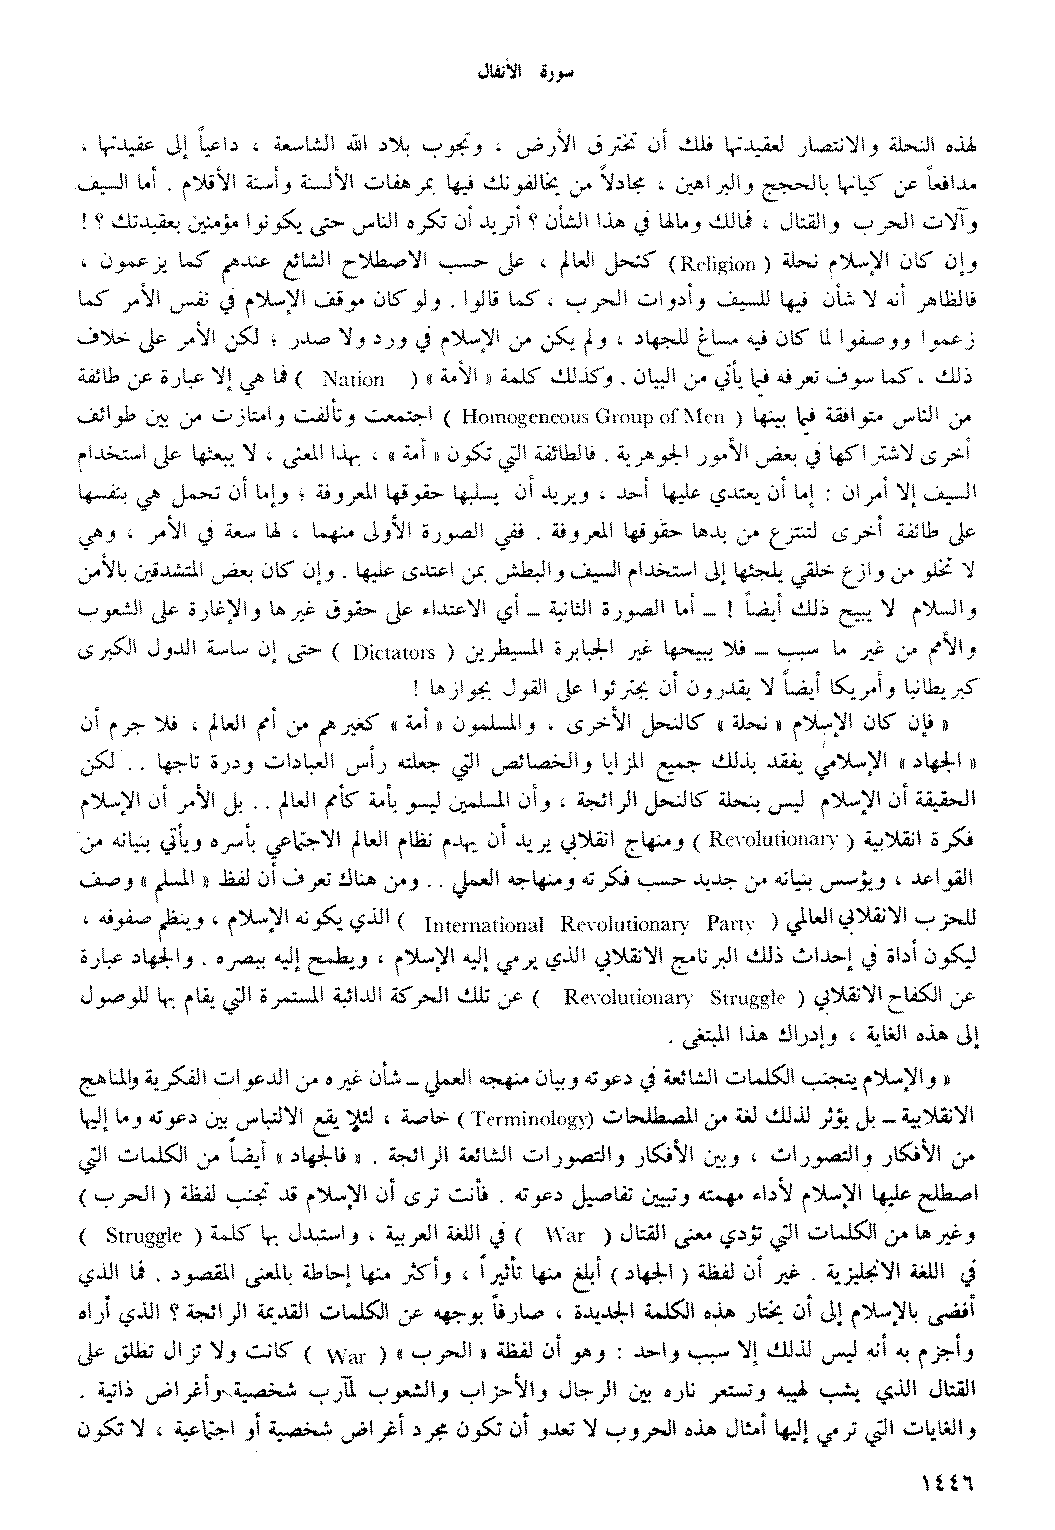 سورة الأنفال
لهذه النحلة والانتصار لعقيدتها فلك أن تخترق الأرض ، وتجوب بلاد الله الشاسعة ، داعياً إلى عقيدتها ،
مدافعاً عن كيانها بالحجج والبراهين ، مجادلاً من يخالفونك فيها بمرهفات الألسنة وأسنة الأقلام . أما السيف
وآلات الحرب والقتال ، فمالك ومالها في هذا الشأن ؟ أتريد أن تكره الناس حتى يكونوا مؤمنين بعقيدتك ؟ !
وإن كان الإسلام نحلة ( Religion) كنحل العالم ، على حسب الاصطلاح الشائع عندهم كما يزعمون ،
فالظاهر أنه لا شأن فيها للسيف وأدوات الحرب ، كما قالوا . ولو كان موقف الإسلام في نفس الأمر كما
زعموا ووصفوا لما كان فيه مساغ للجهاد ، ولم يكن من الإسلام في ورد ولا صدر ؛ لكن الأمر على خلاف
ذلك ، كما سوف تعرفه فيما يأتي من البيان . وكذلك كلمة « الأمة » ( Nation ) فما هي إلا عبارة عن طائفة
من الناس متوافقة فيما بينها ( Homogeneous Group of Men ) اجتمعت وتألفت وامتازت من بين طوائف
أخرى لاشتراكها في بعض الأمور الجوهرية . فالطائفة التي تكون « أمة » ، بهذا المعنى ، لا يبعثها على استخدام
السيف إلا أمران : إما أن يعتدي عليها أحد ، ويريد أن يسلبها حقوقها المعروفة ؛ وإما أن تحمل هي بنفسها
على طائفة أخرى لتنتزع من يدها حقوقها المعروفة . ففي الصورة الأولى منهما ، لها سعة في الأمر ، وهي
لا تخلو من وازع خلقي يلجئها إلى استخدام السيف والبطش بمن اعتدى عليها . وإن كان بعض المتشدقين بالأمن
والسلام لا يبيح ذلك أيضاً ! – أما الصورة الثانية – أي الاعتداء على حقوق غيرها والإغارة على الشعوب
والأمم من غير ما سبب – فلا يبيحها غير الجبابرة المسيطرين ( Dictators ) حتى إن ساسة الدول الكبرى
كبريطانيا وأمريكا أيضاً لا يقدرون أن يجترئوا على القول بجوازها !
« فإن كان الإسلام « نحلة » كالنحل الأخرى ، والمسلمون « أمة » كغيرهم من أمم العالم ، فلا جرم أن
« الجهاد » الإسلامي يفقد بذلك جميع المزايا والخصائص التي جعلته رأس العبادات ودرة تاجها .. لكن
الحقيقة أن الإسلام ليس بنحلة كالنحل الرائجة ، وأن المسلمين ليسو بأمة كأمم العالم .. بل الأمر أن الإسلام
فكرة انقلابية ( Revolutionary ) ومنهاج انقلابي يريد أن يهدم نظام العالم الاجتماعي بأسره ويأتي بنيانه من
القواعد ، ويؤسس بنيانه من جديد حسب فكرته ومنهاجه العملي .. ومن هناك تعرف أن لفظ « المسلم » وصف
للحزب الانقلابي العالمي ( International Revolutionary Party ) الذي يكونه الإسلام ، وينظم صفوفه ،
ليكون أداة في إحداث ذلك البرنامج الانقلابي الذي يرمي إليه الإسلام ، ويطمح إليه ببصره . والجهاد عبارة
عن الكفاح الانقلابي ( Revolutionary Struggle ) عن تلك الحركة الدائبة المستمرة التي يقام بها للوصول
إلى هذه الغاية ، وإدراك هذا المبتغى .
« والإسلام يتجنب الكلمات الشائعة في دعوته وبيان منهجه العملي – شأن غيره من الدعوات الفكرية والمناهج
الانقلابية – بل يؤثر لذلك لغة من المصطلحات (Terminology ) خاصة ، لئلا يقع الالتباس بين دعوته وما إليها
من الأفكار والتصورات ، وبين الأفكار والتصورات الشائعة الرائجة . « فالجهاد » أيضاً من الكلمات التي
اصطلح عليها الإسلام لأداء مهمته وتبيين تفاصيل دعوته . فأنت ترى أن الإسلام قد تجنب لفظة ( الحرب )
وغيرها من الكلمات التي تؤدي معنى القتال ( War ) في اللغة العربية ، واستبدل بها كلمة ( Struggle )
في اللغة الانجليزية . غير أن لفظة ( الجهاد ) أبلغ منها تأثيراً ، وأكثر منها إحاطة بالمعنى المقصود . فما الذي
أفضى بالإسلام إلى أن يختار هذه الكلمة الجديدة ، صارفاً بوجهه عن الكلمات القديمة الرائجة ؟ الذي أراه
وأجزم به أنه ليس لذلك إلا سبب واحد : وهو أن لفظة « الحرب » ( War ) كانت ولا تزال تطلق على
القتال الذي يشب لهيبه وتستعر ناره بين الرجال والأحزاب والشعوب لمآرب شخصية وأغراض ذاتية .
والغايات التي ترمي إليها أمثال هذه الحروب لا تعدو أن تكون مجرد أغراض شخصية أو اجتماعية ، لا تكون
١٤٤٦